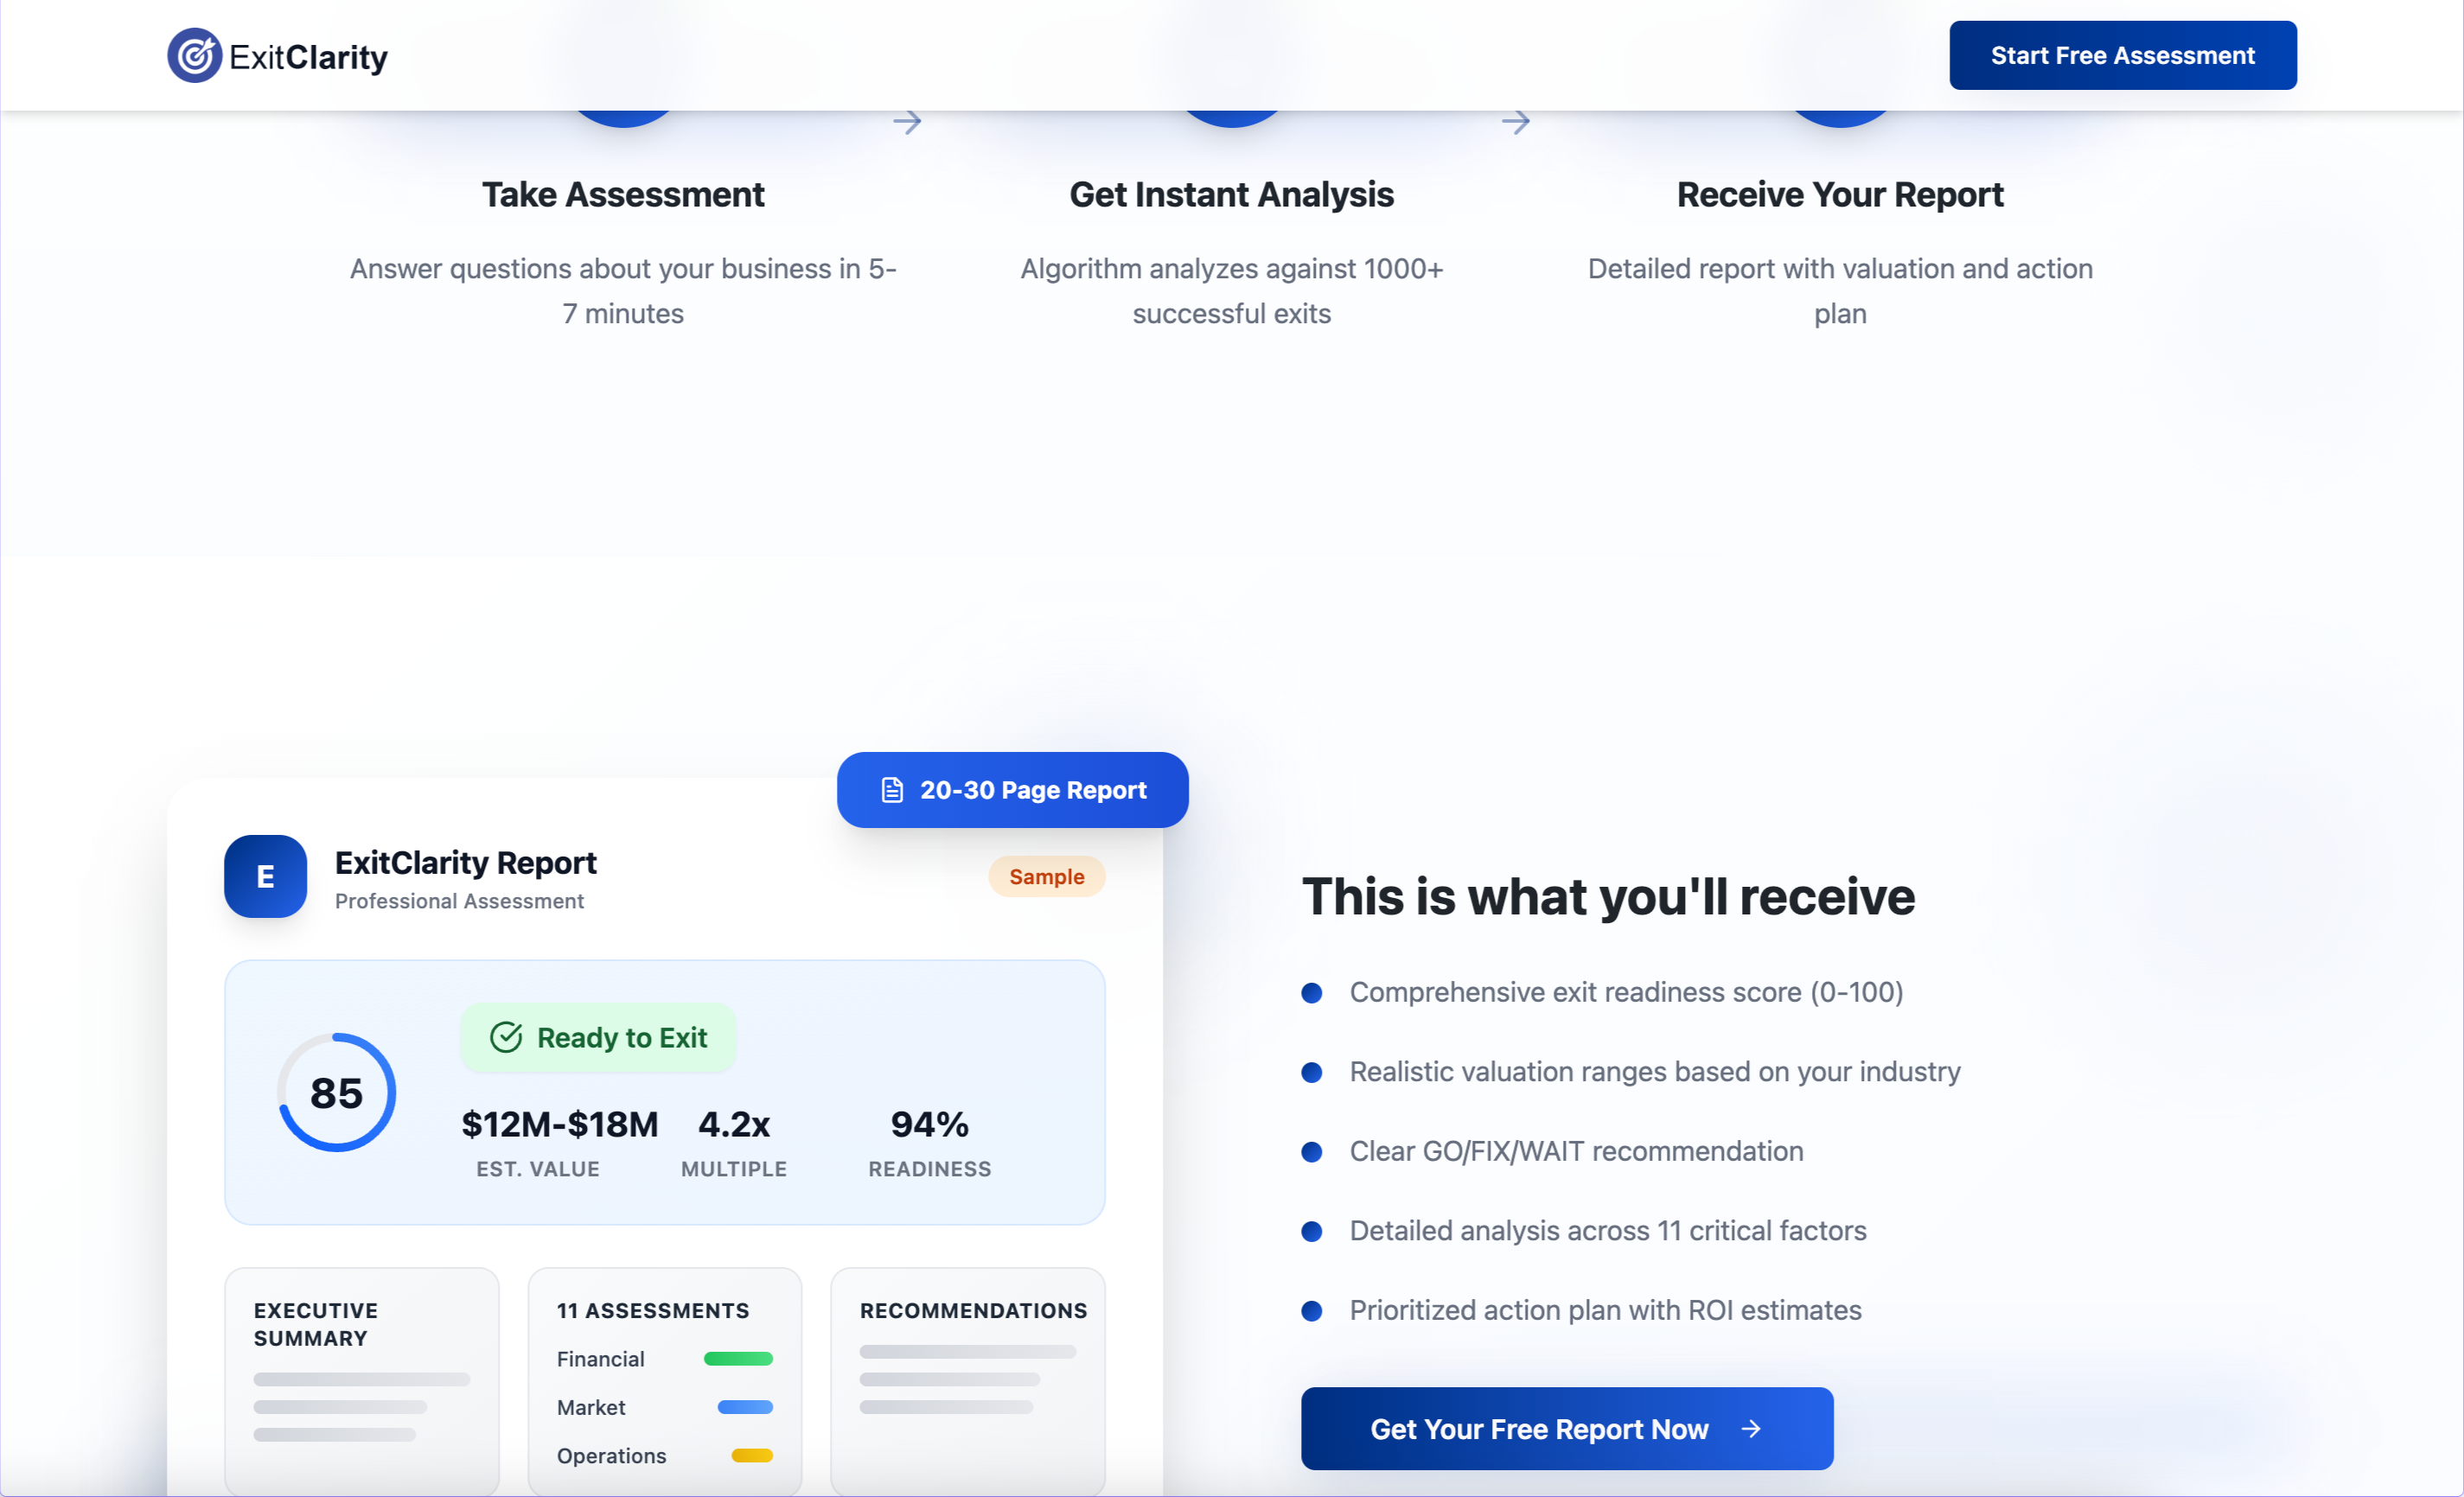 ExitClarity
Start Free Assessment
Take Assessment
Answer questions about your business in 5-
7 minutes
Get Instant Analysis
Algorithm analyzes against 1000+
successful exits
Receive Your Report
Detailed report with valuation and action
plan
20-30 Page Report
E
ExitClarity Report
Professional Assessment
Sample
85
Ready to Exit
$12M-$18M
EST. VALUE
4.2x
MULTIPLE
94%
READINESS
EXECUTIVE
SUMMARY
11 ASSESSMENTS
Financial
Market
Operations
RECOMMENDATIONS
This is what you'll receive
Comprehensive exit readiness score (0-100)
Realistic valuation ranges based on your industry
Clear GO/FIX/WAIT recommendation
Detailed analysis across 11 critical factors
Prioritized action plan with ROI estimates
Get Your Free Report Now